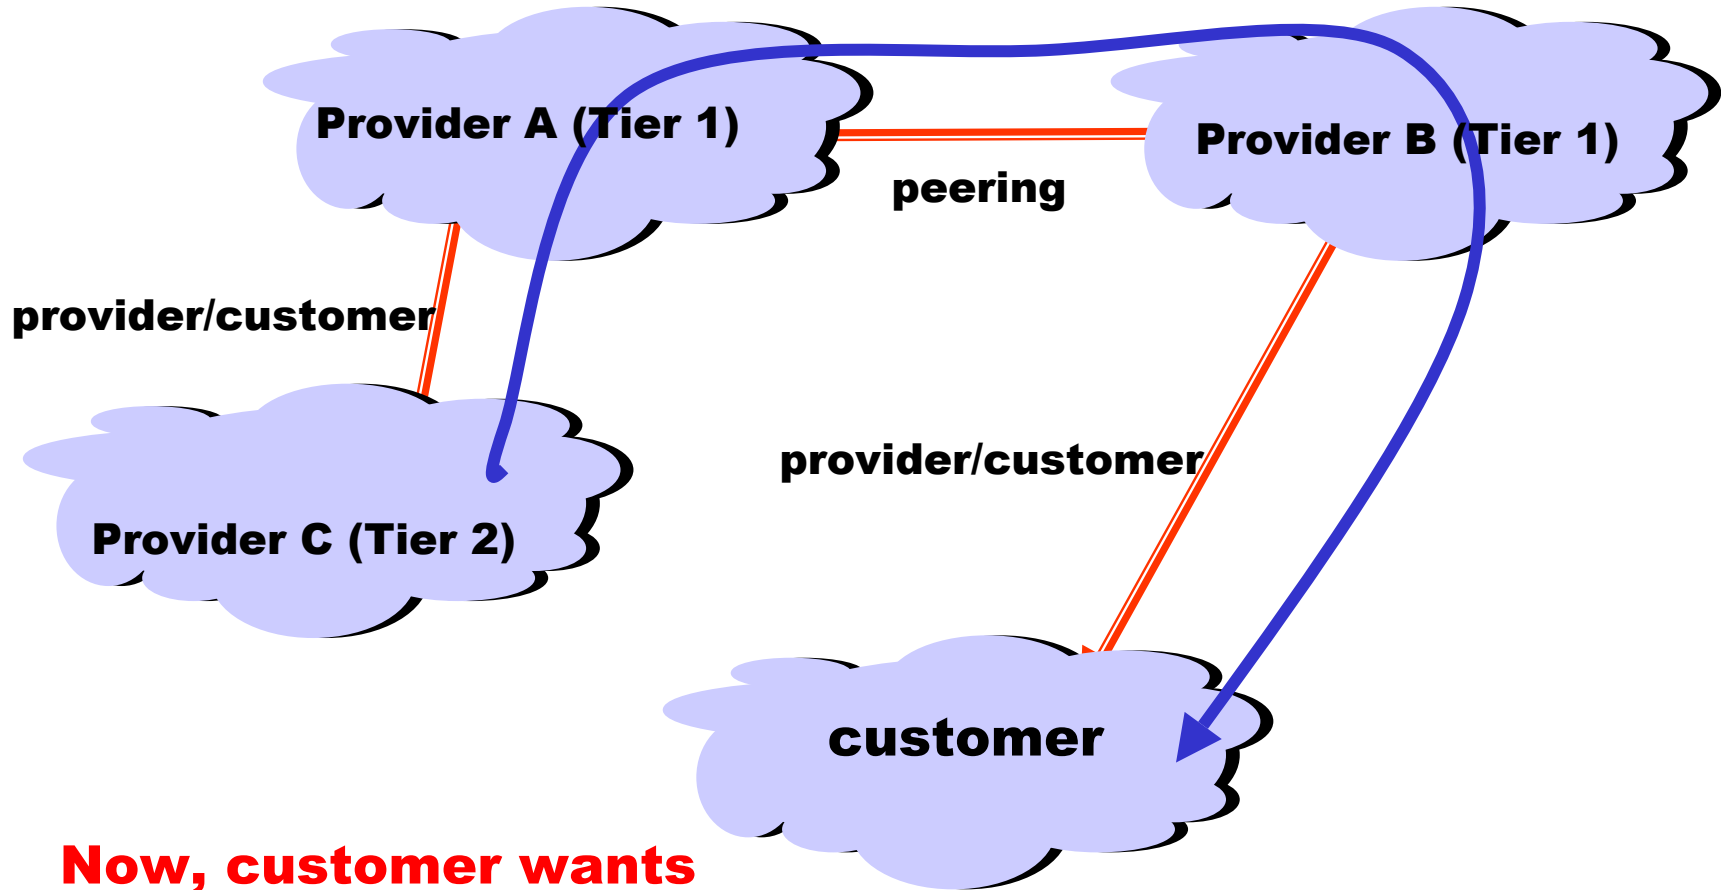 Provider A (Tier 1)
Provider B (Tier 1)
peering
provider/customer
provider/customer
Provider C (Tier 2)
customer
Now, customer wants